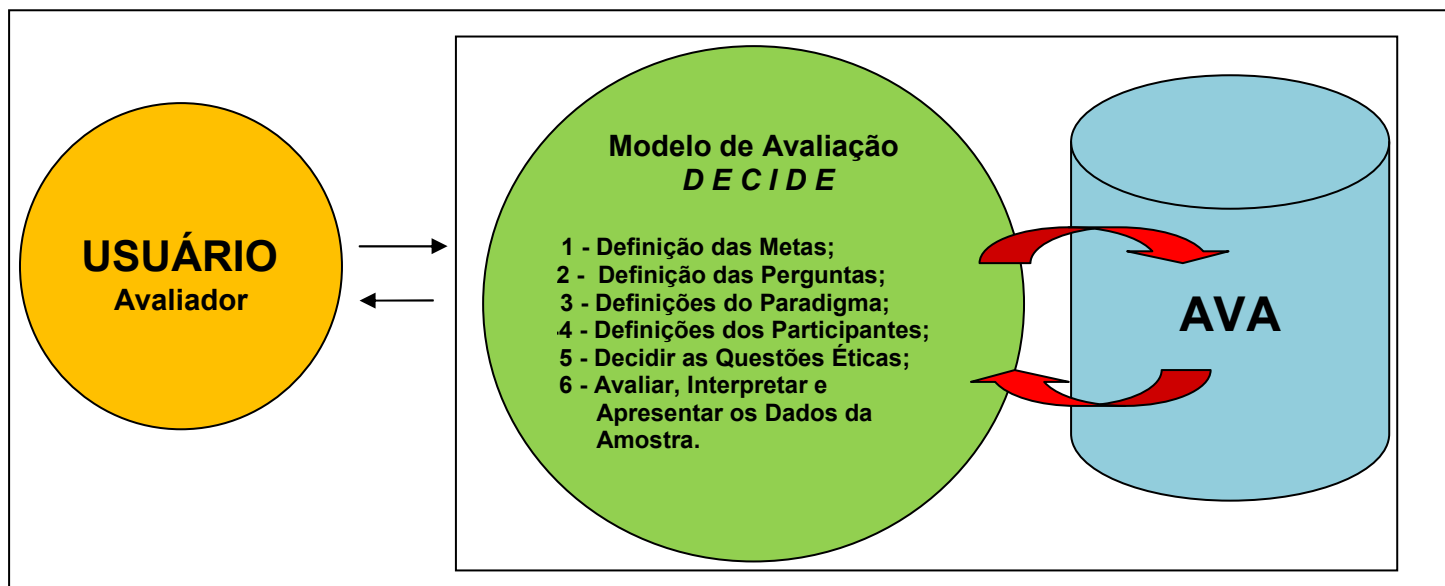 USUÁRIO
Avaliador
Modelo de Avaliação
D E C I D E
1 - Definição das Metas;
2 - Definição das Perguntas;
3 - Definições do Paradigma;
4 - Definições dos Participantes;
5 - Decidir as Questões Éticas;
6 - Avaliar, Interpretar e
Apresentar os Dados da
Amostra.
AVA